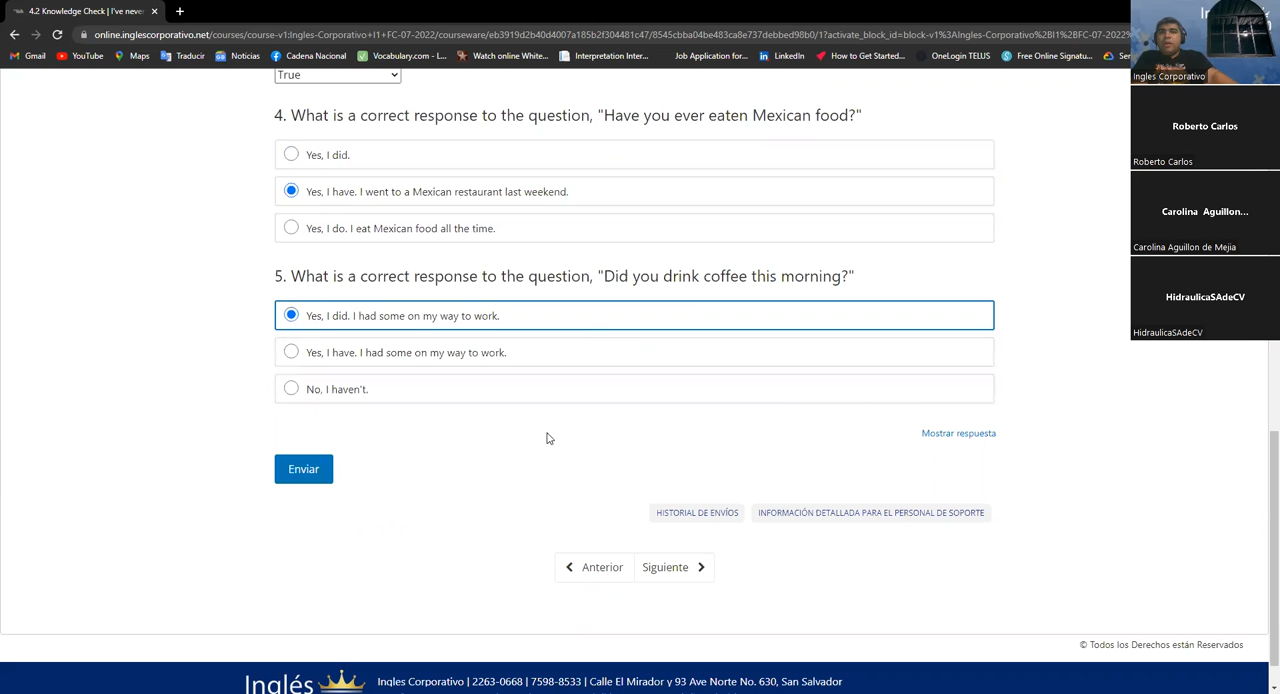 4.2 Knowledge Check | I've neve
online.inglescorporativo.net/courses/course-v1:Ingles-Corporativo+I1+FC-07-2022/courseware/eb3919d2b40d4007a185b2f304481c47/8545cbba04be483ca8e737debbed98b0/1?activate_block_id=block-v1%3AIngles-Corporativo%2BI1%2BFC-07-2022%
Gmail
YouTube
Maps
Traducir
Noticias
Cadena Nacional
Vocabulary.com - L...
Watch online White...
Interpretation Inter...
Job Application for...
LinkedIn
How to Get Started...
OneLogin TELUS
Free Online Signatu...
Ser
True
4. What is a correct response to the question, "Have you ever eaten Mexican food?"
Yes, I did.
Yes, I have. I went to a Mexican restaurant last weekend.
Yes, I do. I eat Mexican food all the time.
5. What is a correct response to the question, "Did you drink coffee this morning?"
Yes, I did. I had some on my way to work.
Yes, I have. I had some on my way to work.
No, I haven't.
Mostrar respuesta
Enviar
HISTORIAL DE ENVÍOS
INFORMACIÓN DETALLADA PARA EL PERSONAL DE SOPORTE
Anterior
Siguiente
© Todos los Derechos están Reservados
Inglés
Ingles Corporativo | 2263-0668 | 7598-8533 | Calle El Mirador y 93 Ave Norte No. 630, San Salvador
Ingles Corporativo
Roberto Carlos
Roberto Carlos
Carolina Aguillon...
Carolina Aguillon de Mejia
HidraulicaSAdeCV
HidraulicaSAdeCV